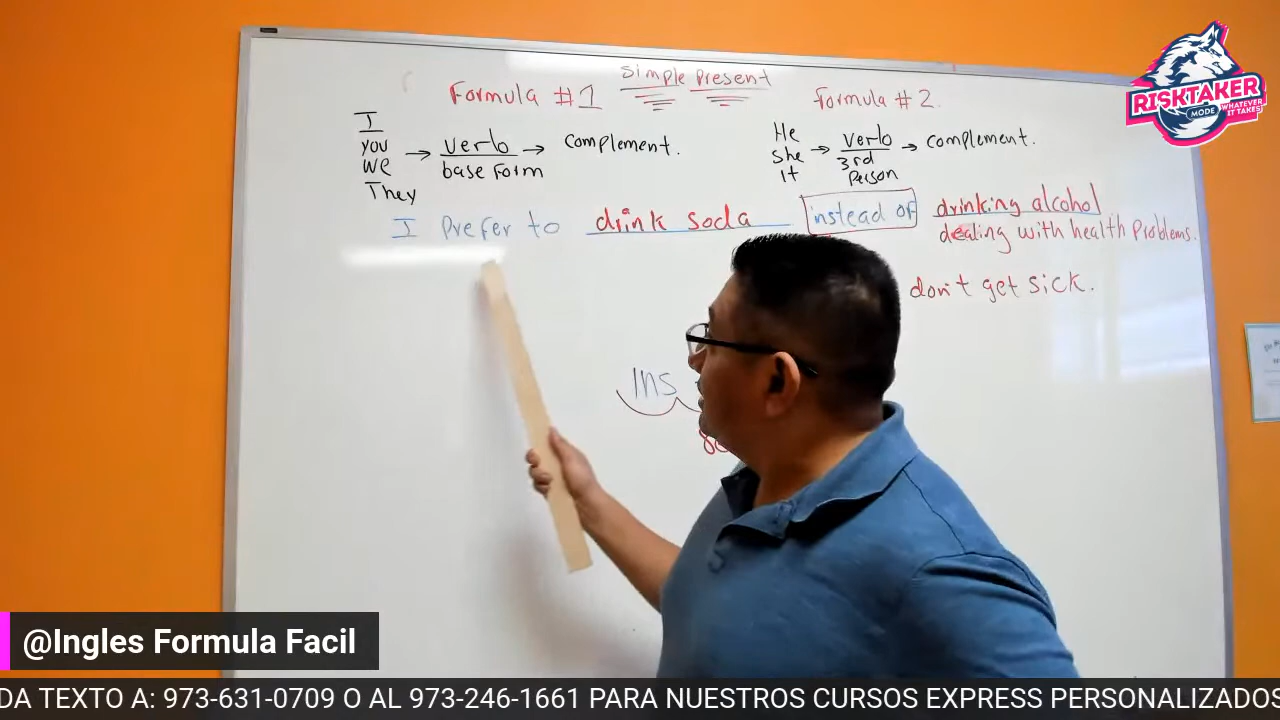 simple present
Formula #1
Formula # 2.
I
you
we
They
verb
base Form
complement.
He
she
it
verb
3rd
Person
complement.
I prefer to drink soda instead of drinking alcohol
dealing with health problems.
don't get sick.
Ins
RISKTAKER
MODE
WHATEVER
IT TAKES
@Ingles Formula Facil
DA TEXTO A: 973-631-0709 O AL 973-246-1661 PARA NUESTROS CURSOS EXPRESS PERSONALIZADOS